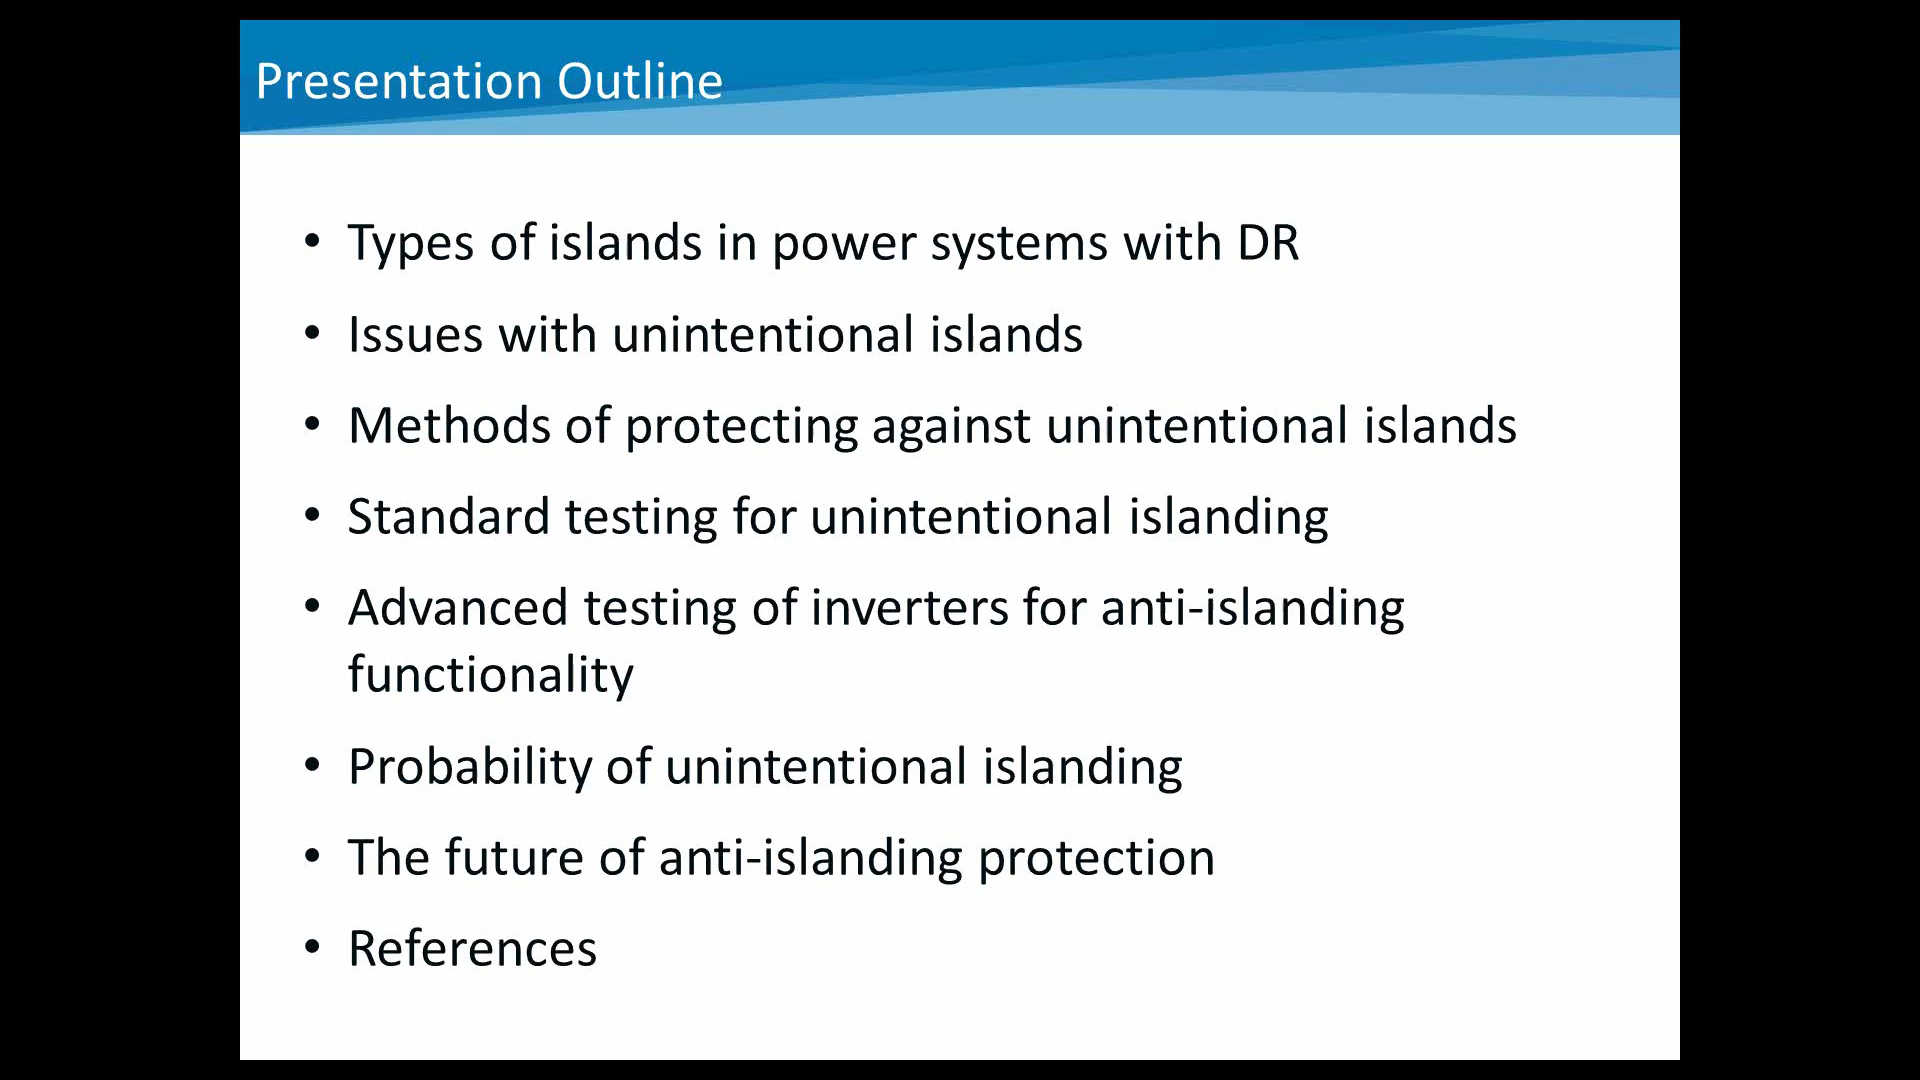 Presentation Outline
• Types of islands in power systems with DR
• Issues with unintentional islands
• Methods of protecting against unintentional islands
• Standard testing for unintentional islanding
• Advanced testing of inverters for anti-islanding
functionality
• Probability of unintentional islanding
• The future of anti-islanding protection
• References